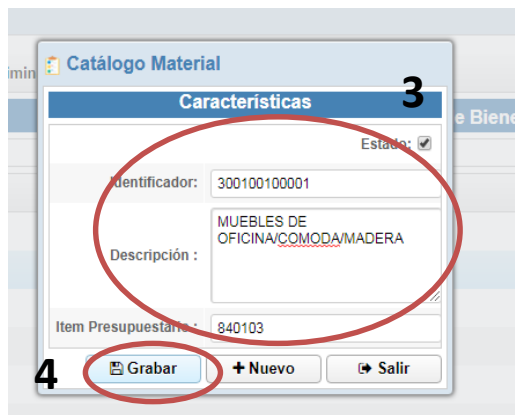 Catálogo Material
Características
3
e Biene
imin
Estado:
Identificador:
300100100001
Descripción :
MUEBLES DE
OFICINA/COMODA/MADERA
Item Presupuestario :
840103
4
Grabar
+ Nuevo
Salir